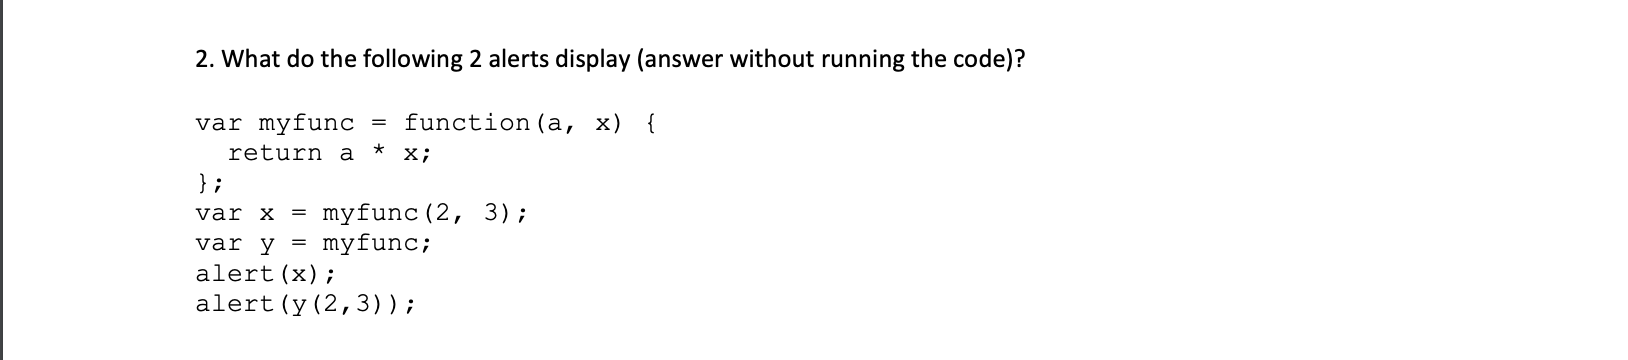 2. What do the following 2 alerts display (answer without running the code)?
var myfunc = function(a, x) {
  return a * x;
};
var x = myfunc(2, 3);
var y = myfunc;
alert(x);
alert(y(2,3));